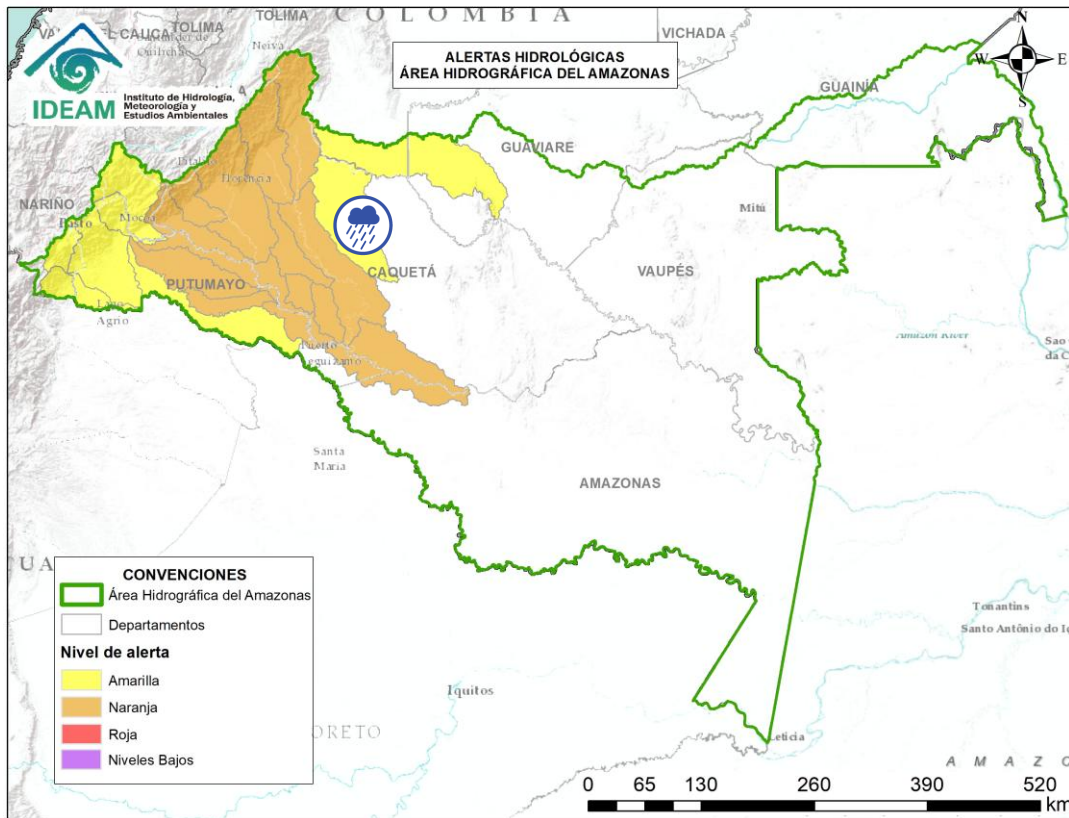 COLOMBIA
TOLIMA
TOLIMA
Neiva
VICHADA
N
W
E
S
IDEAM
Instituto de Hidrología,
Meteorología y
Estudios Ambientales
ALERTAS HIDROLÓGICAS
ÁREA HIDROGRÁFICA DEL AMAZONAS
GUAINÍA
GUAVIARE
NARIÑO
Pasto
Mocoa
Florencia
Mitú
CAQUETÁ
VAUPÉS
PUTUMAYO
Lago
Agrio
Amazon River
Puerto
Leguizamo
Santa
Maria
AMAZONAS
CONVENCIONES
Área Hidrográfica del Amazonas
Departamentos
Nivel de alerta
Amarilla
Naranja
Roja
Niveles Bajos
Tonantins
Santo Antônio do I
Iquitos
ORETO
Leticia
A M A Z O
0 65 130 260 390 520
km